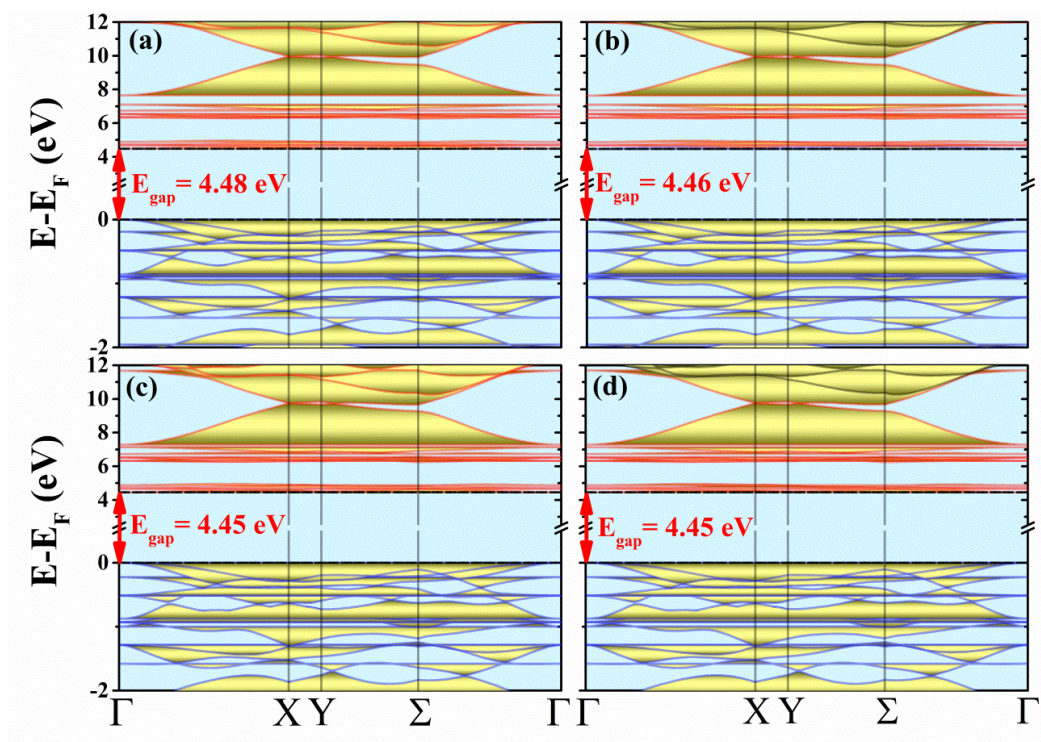 12 (a) (b)
10
8
6
4
E-E_F (eV)
E_gap = 4.48 eV E_gap = 4.46 eV
0
-2
12 (c) (d)
10
8
6
4
E-E_F (eV)
E_gap = 4.45 eV E_gap = 4.45 eV
0
-2
Γ X Y Σ Γ Γ X Y Σ Γ